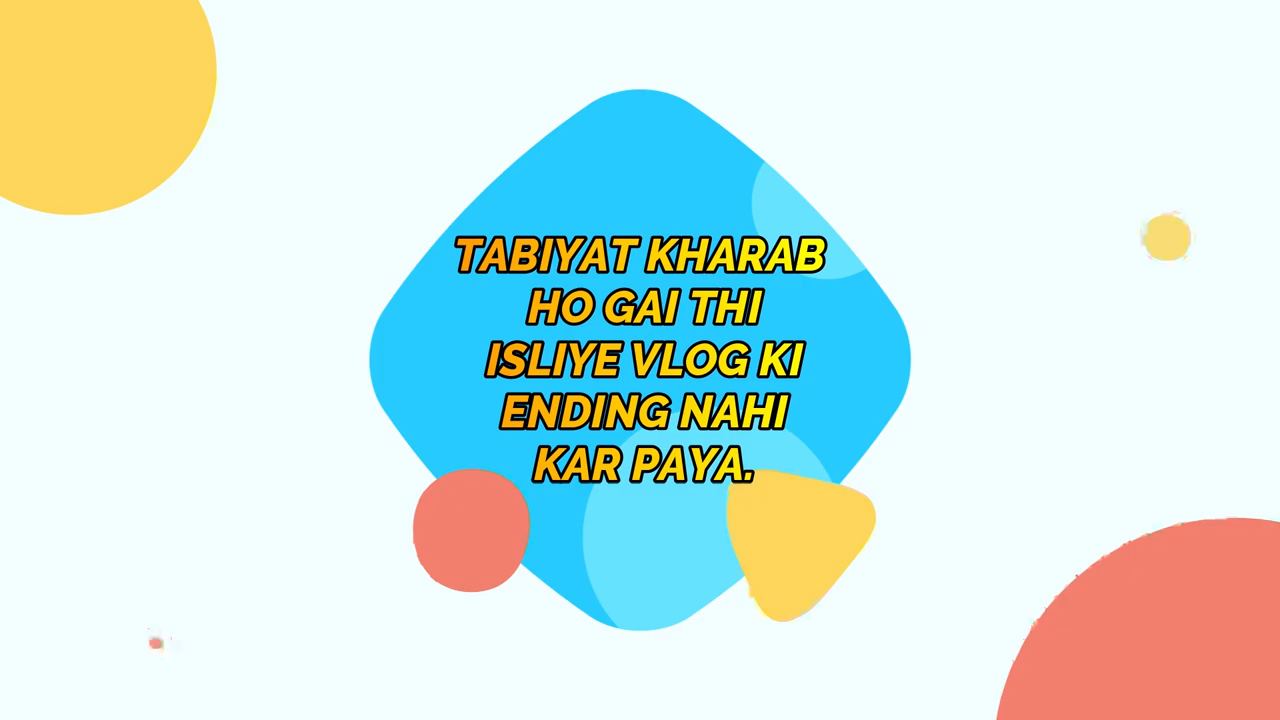 TABIYAT KHARAB
HO GAI THI
ISLIYE VLOG KI
ENDING NAHI
KAR PAYA.